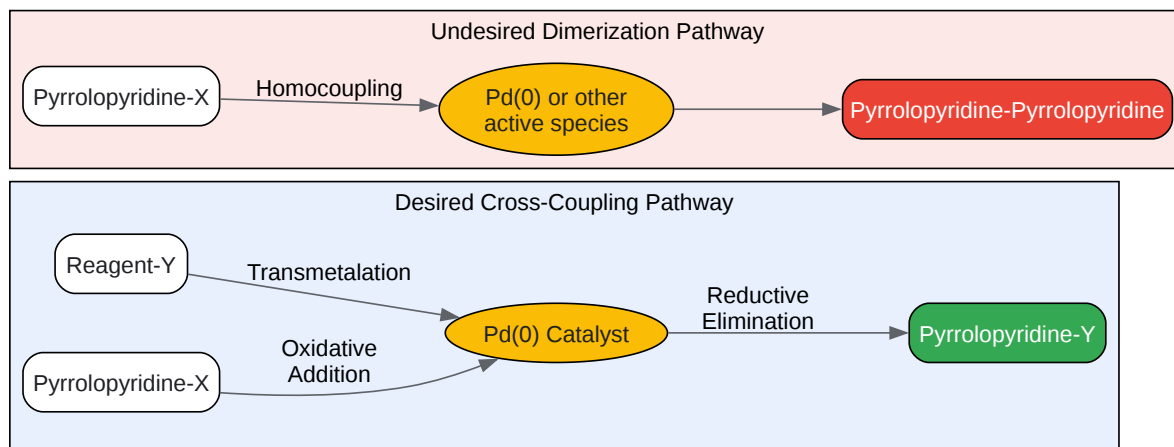 Undesired Dimerization Pathway
Pyrrolopyridine-X
Homocoupling
Pd(0) or other
active species
Pyrrolopyridine-Pyrrolopyridine
Desired Cross-Coupling Pathway
Reagent-Y
Transmetalation
Pyrrolopyridine-X
Oxidative
Addition
Pd(0) Catalyst
Reductive
Elimination
Pyrrolopyridine-Y